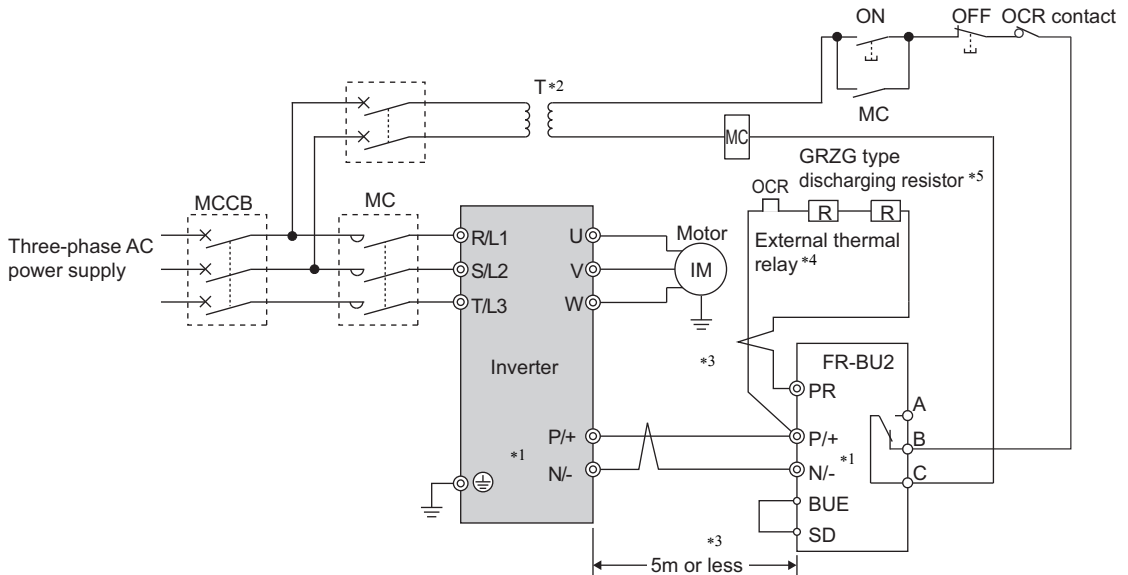 ON
OFF
OCR contact
T *2
MC
MC
GRZG type
discharging resistor *5
OCR
R
R
External thermal
relay *4
MCCB
MC
Three-phase AC
power supply
R/L1
S/L2
T/L3
U
V
W
Motor
IM
Inverter
*3
FR-BU2
PR
A
P/+
P/+
B
*1
N/-
N/-
*1
C
BUE
SD
*3
5m or less